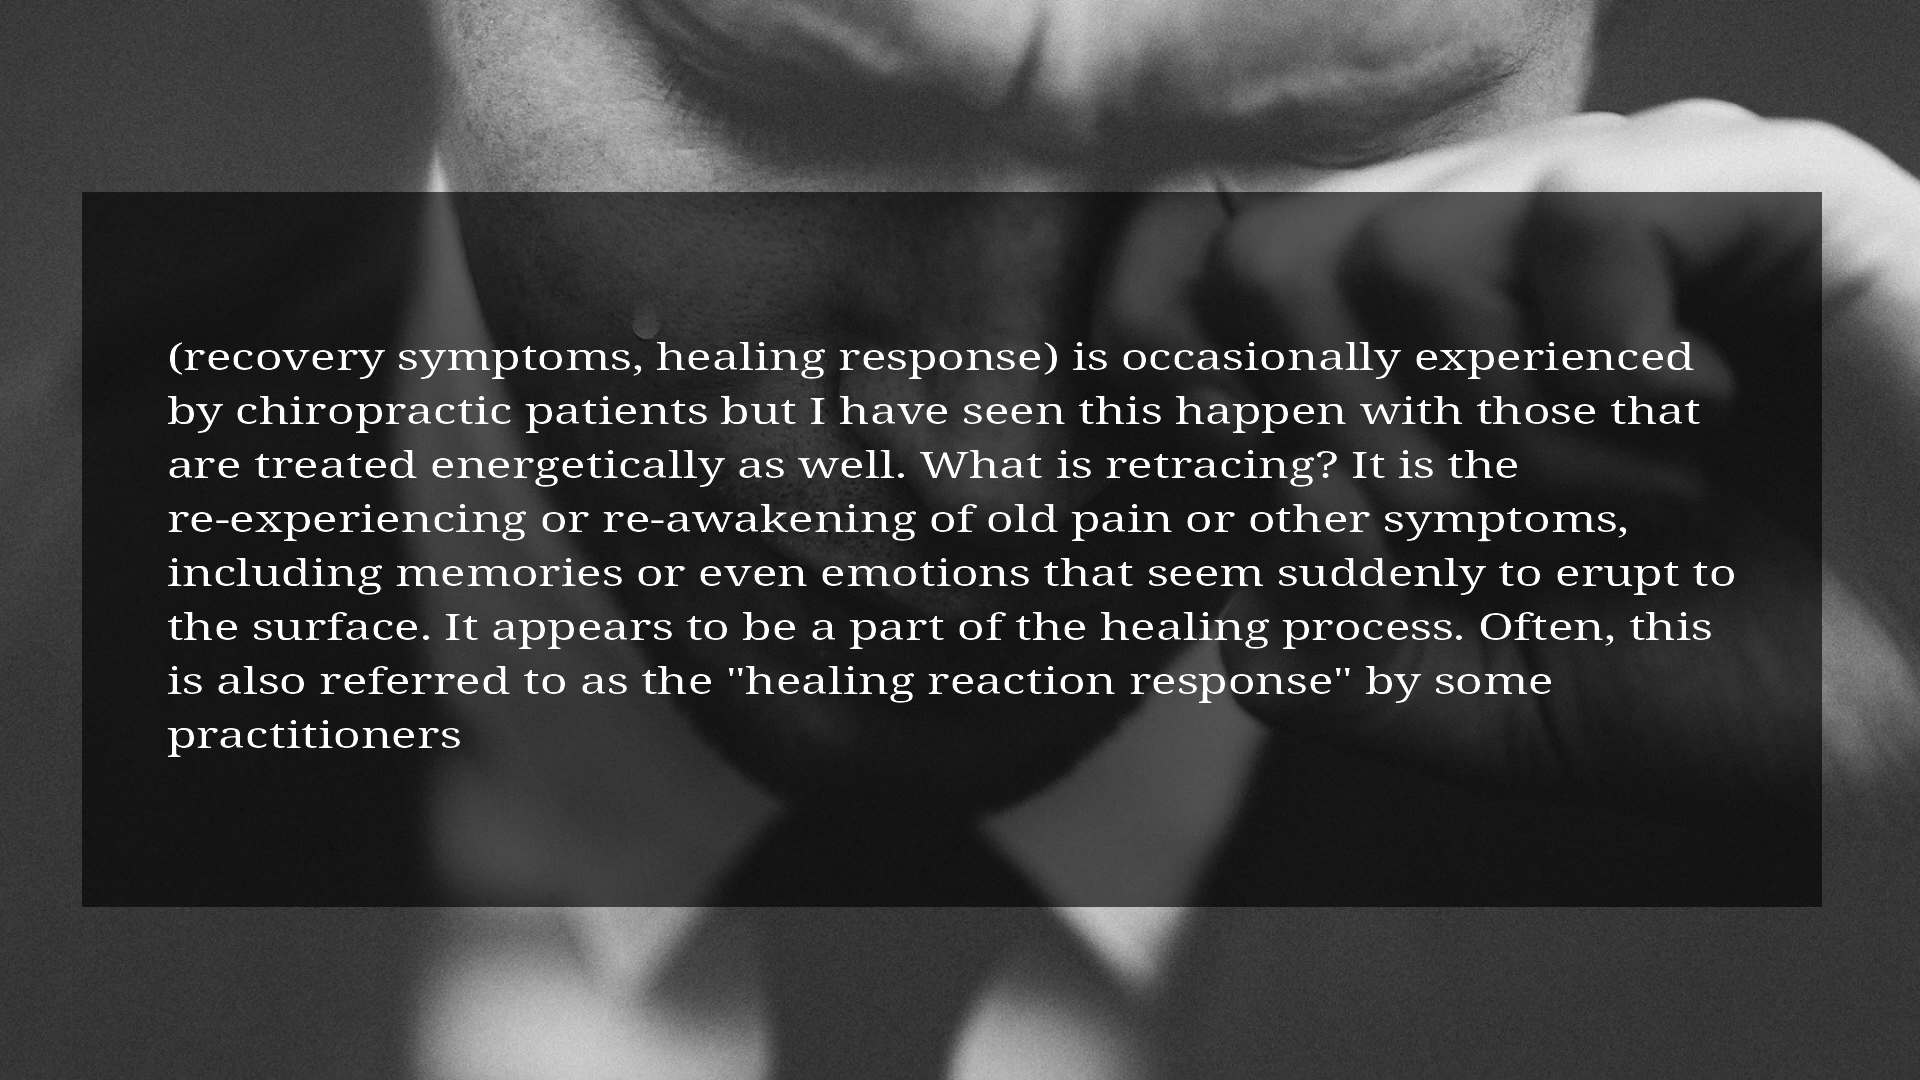 (recovery symptoms, healing response) is occasionally experienced
by chiropractic patients but I have seen this happen with those that
are treated energetically as well. What is retracing? It is the
re-experiencing or re-awakening of old pain or other symptoms,
including memories or even emotions that seem suddenly to erupt to
the surface. It appears to be a part of the healing process. Often, this
is also referred to as the "healing reaction response" by some
practitioners